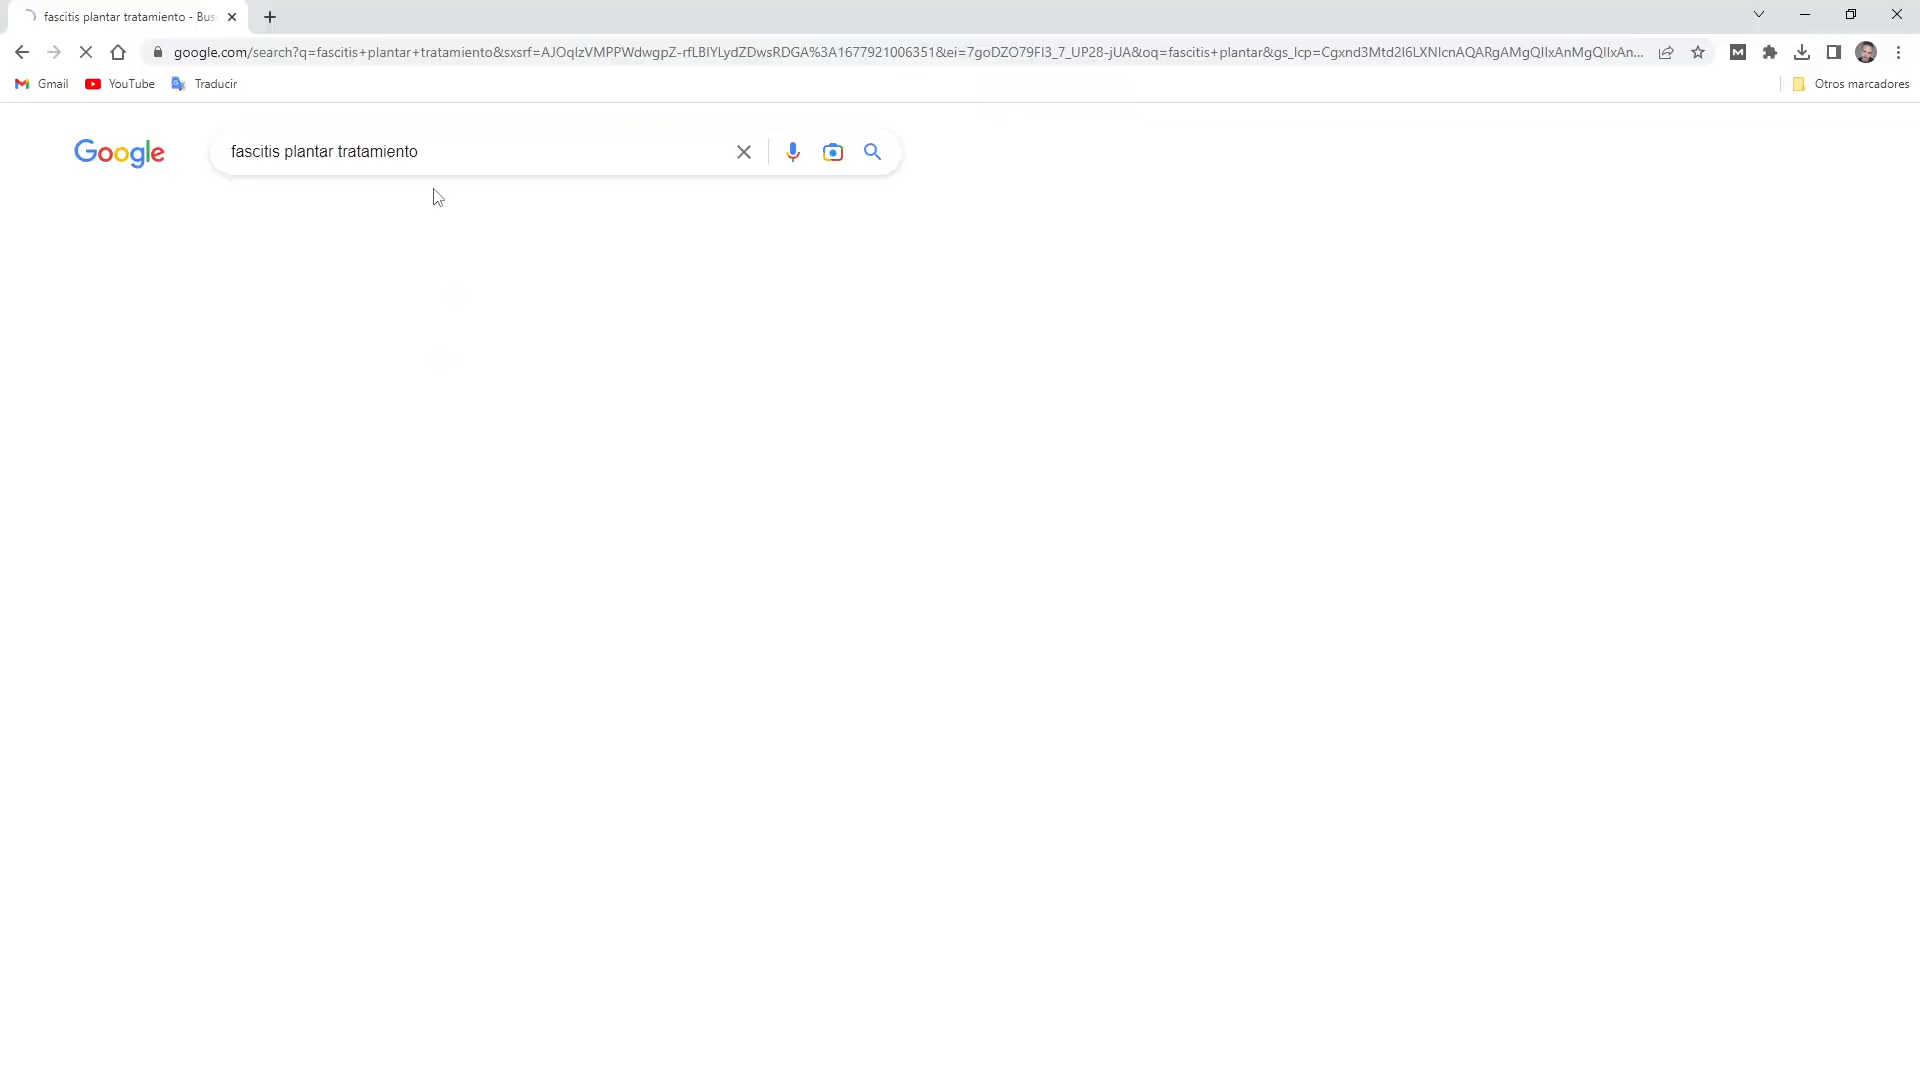 fascitis plantar tratamiento - Bus
google.com/search?q=fascitis+plantar+tratamiento&sxsrf=AJOqlzVMPPWdwgpZ-rfLBIYLydZDwsRDGA%3A1677921006351&ei=7goDZO79FI3_7_UP28-jUA&oq=fascitis+plantar&gs_lcp=Cgxnd3Mtd2l6LXNlcnAQARgAMgQIIxAnMgQIIxAn...
Gmail YouTube Traducir Otros marcadores
Google fascitis plantar tratamiento